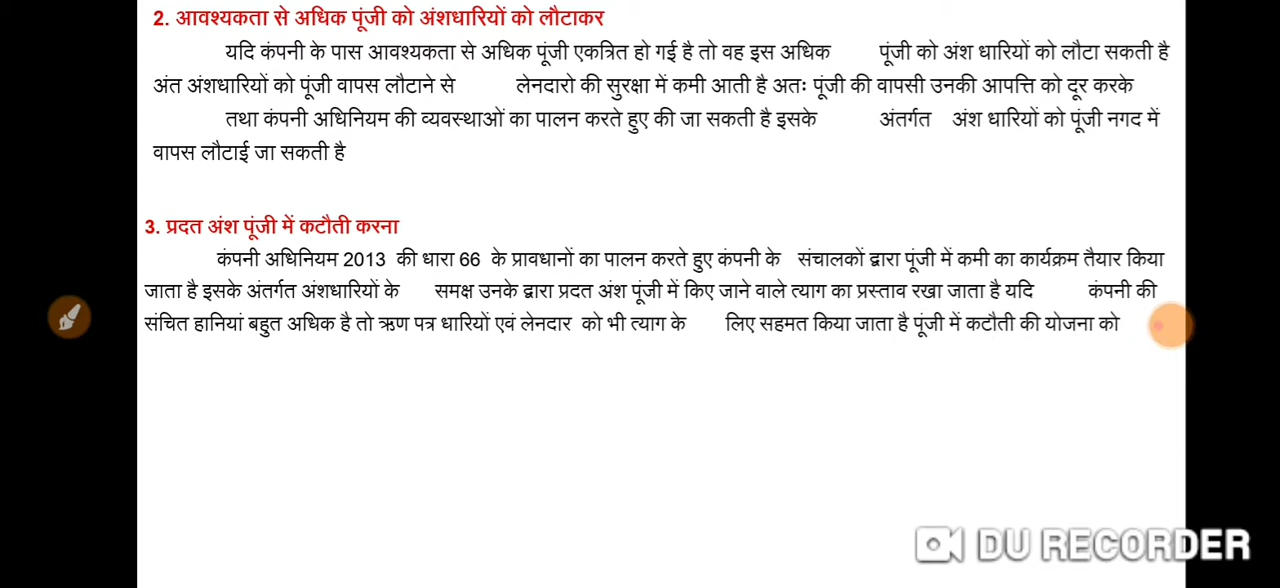 2. आवश्यकता से अधिक पूंजी को अंशधारियों को लौटाकर
यदि कंपनी के पास आवश्यकता से अधिक पूंजी एकत्रित हो गई है तो वह इस अधिक पूंजी को अंश धारियों को लौटा सकती है
अंत अंशधारियों को पूंजी वापस लौटाने से लेनदारो की सुरक्षा में कमी आती है अतः पूंजी की वापसी उनकी आपत्ति को दूर करके
तथा कंपनी अधिनियम की व्यवस्थाओं का पालन करते हुए की जा सकती है इसके अंतर्गत अंश धारियों को पूंजी नगद में
वापस लौटाई जा सकती है
3. प्रदत अंश पूंजी में कटौती करना
कंपनी अधिनियम 2013 की धारा 66 के प्रावधानों का पालन करते हुए कंपनी के संचालकों द्वारा पूंजी में कमी का कार्यक्रम तैयार किया
जाता है इसके अंतर्गत अंशधारियों के समक्ष उनके द्वारा प्रदत अंश पूंजी में किए जाने वाले त्याग का प्रस्ताव रखा जाता है यदि कंपनी की
संचित हानियां बहुत अधिक है तो ऋण पत्र धारियों एवं लेनदार को भी त्याग के लिए सहमत किया जाता है पूंजी में कटौती की योजना को
DU RECORDER